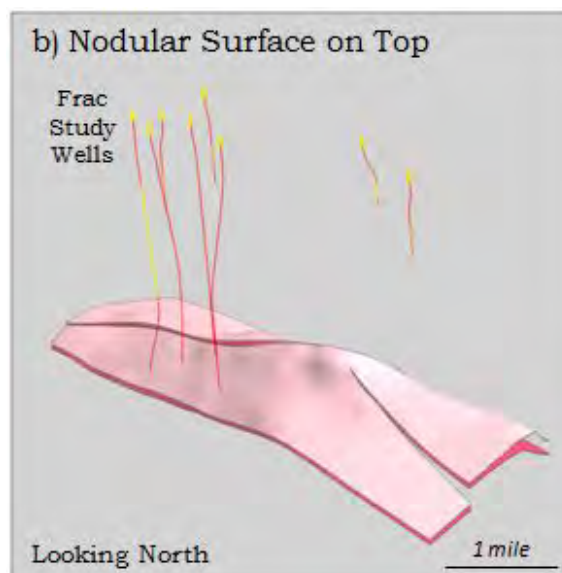 b) Nodular Surface on Top
Frac
Study
Wells
Looking North
1 mile